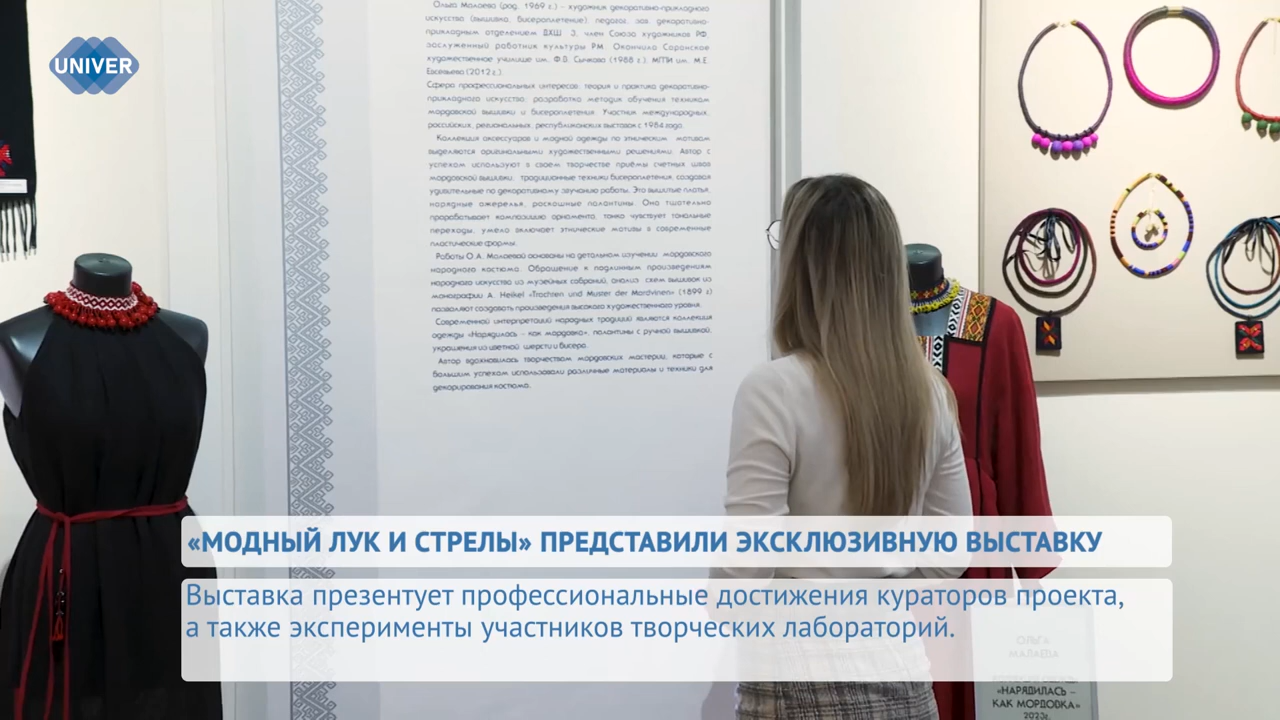 UNIVER
Ольга Малаева (род. 1969 г.) – художник декоративно-прикладного
искусства (вышивка, бисероплетение), педагог, зав. декоративно-
прикладным отделением ДХШ 3, член Союза художников РФ,
заслуженный работник культуры РМ. Окончила Саранское
художественное училище им. Ф.В. Сычкова (1988 г.), МГПИ им. М.Е.
Евсевьева (2012 г.).
Сфера профессиональных интересов: теория и практика декоративно-
прикладного искусства; разработка методик обучения техникам
мордовской вышивки и бисероплетения. Участник международных,
российских, региональных, республиканских выставок с 1984 года.
Коллекция аксессуаров и модной одежды по этническим мотивам
выделяются оригинальными художественными решениями. Автор с
успехом используют в своем творчестве приёмы счетных швов
мордовской вышивки, традиционные техники бисероплетения, создавая
удивительные по декоративному звучанию работы. Это вышитые платья,
нарядные ожерелья, роскошные палантины. Она тщательно
прорабатывает композицию орнамента, тонко чувствует тональные
переходы, умело включает этнические мотивы в современные
пластические формы.
Работы О.А. Малаевой основаны на детальном изучении мордовского
народного костюма. Обращение к подлинным произведениям
народного искусства из музейных собраний, анализ схем вышивок из
монографии А. Heikel «Trachten und Muster der Mordvinen» (1899 г.)
позволяют создавать произведения высокого художественного уровня.
Современной интерпретаций народных традиций являются коллекция
одежды «Нарядилась - как мордовка», палантины с ручной вышивкой,
украшения из цветной шерсти и бисера.
Автор вдохновилась творчеством мордовских мастериц, которые с
большим успехом использовали различные материалы и техники для
декорирования костюма.
«МОДНЫЙ ЛУК И СТРЕЛЫ» ПРЕДСТАВИЛИ ЭКСКЛЮЗИВНУЮ ВЫСТАВКУ
Выставка презентует профессиональные достижения кураторов проекта,
а также эксперименты участников творческих лабораторий.
ОЛЬГА
МАЛАЕВА
«НАРЯДИЛАСЬ –
КАК МОРДОВКА»
2023г.